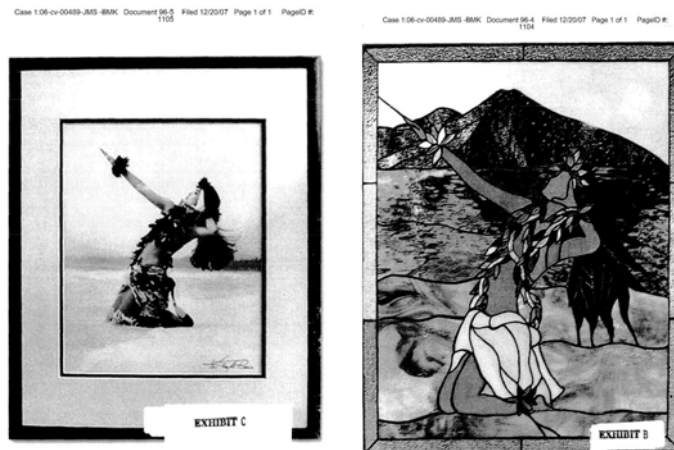 Case 1:06-cv-00489-JMS -BMK Document 96-5 Filed 12/20/07 Page 1 of 1 PageID #:
1105
EXHIBIT C
Case 1:06-cv-00489-JMS -BMK Document 96-4 Filed 12/20/07 Page 1 of 1 PageID #:
1104
EXHIBIT B